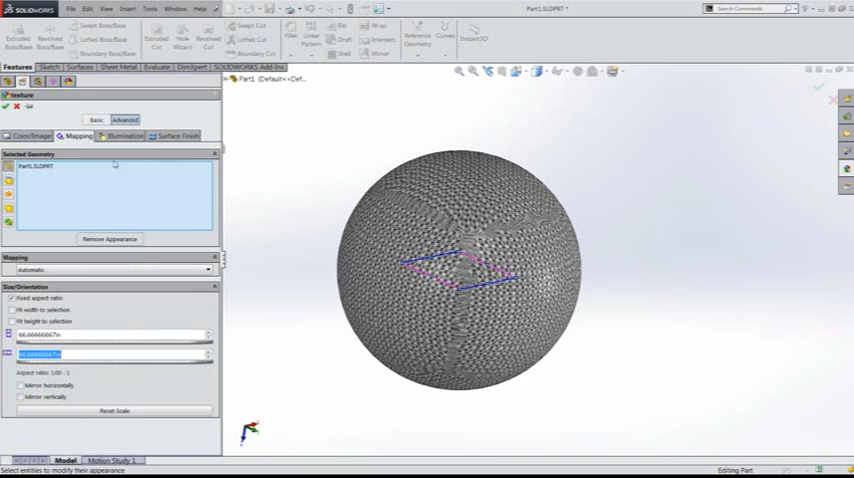 SOLIDWORKS File Edit View Insert Tools Window Help Part1.SLDPRT * Search Commands
Extruded Boss/Base Revolved Boss/Base Swept Boss/Base Lofted Boss/Base Boundary Boss/Base Extruded Cut Hole Wizard Revolved Cut Swept Cut Lofted Cut Boundary Cut Fillet Linear Pattern Rib Draft Shell Wrap Intersect Mirror Reference Geometry Curves Instant3D
Features Sketch Surfaces Sheet Metal Evaluate DimXpert SOLIDWORKS Add-Ins
Part1 (Default<<Def...
texture
Basic Advanced
Color/Image Mapping Illumination Surface Finish
Selected Geometry
Part1.SLDPRT
Remove Appearance
Mapping
Automatic
Size/Orientation
Fixed aspect ratio
Fit width to selection
Fit height to selection
66.66666667in
66.66666667in
Aspect ratio: 1.00 : 1
Mirror horizontally
Mirror vertically
Reset Scale
Model Motion Study 1
Select entities to modify their appearance Editing Part